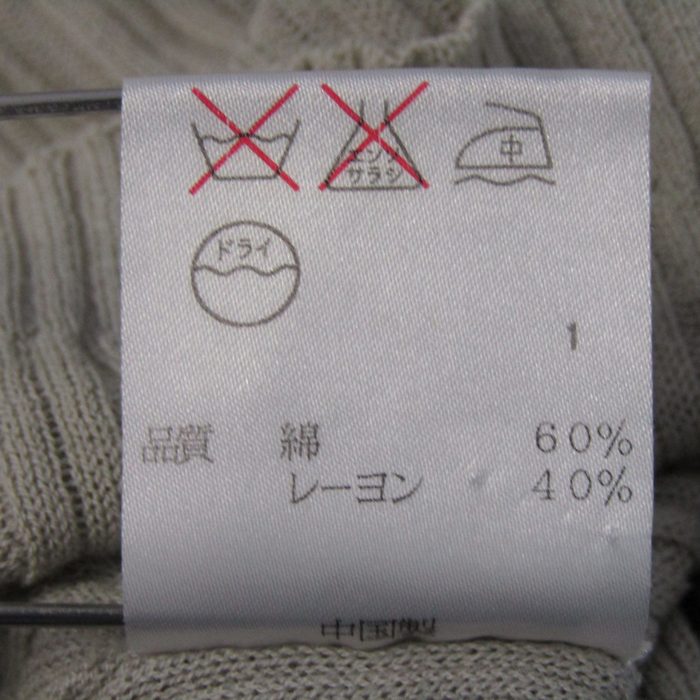 エンソ
サラシ
中
ドライ
1
品質 綿 60%
レーヨン 40%
中国製